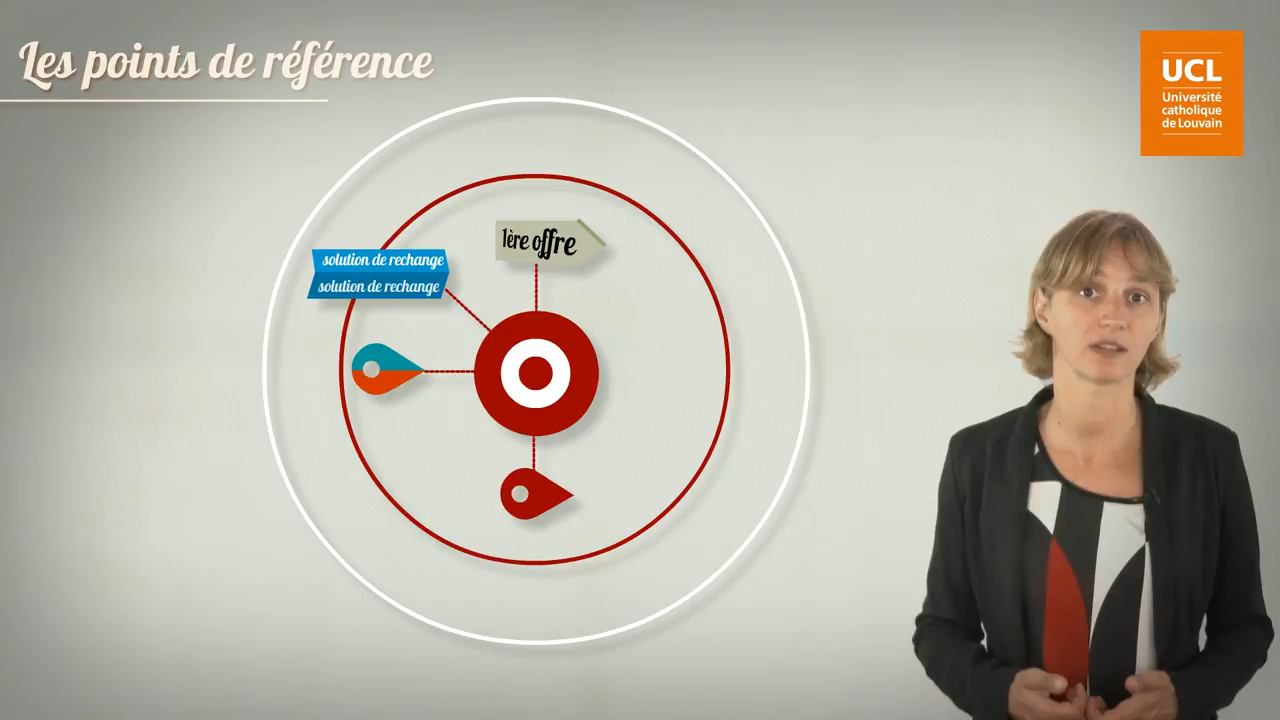 Les points de référence
UCL
Université
catholique
de Louvain
1ère offre
solution de rechange
solution de rechange